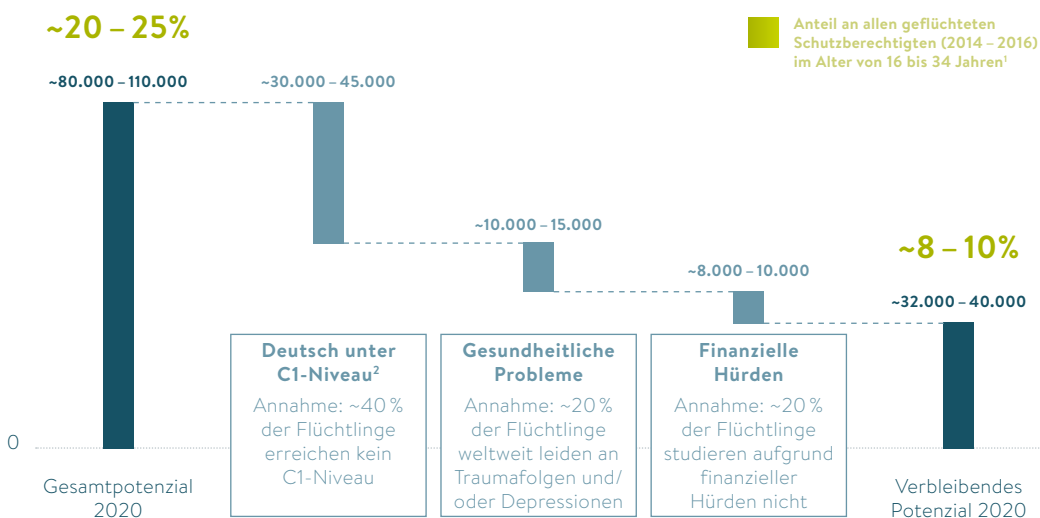 ~20 – 25%
Anteil an allen geflüchteten
Schutzberechtigten (2014 – 2016)
im Alter von 16 bis 34 Jahren¹
~80.000 – 110.000
~30.000 – 45.000
~10.000 – 15.000
~8.000 – 10.000
~8 – 10%
~32.000 – 40.000
Deutsch unter
C1-Niveau²
Annahme: ~40 %
der Flüchtlinge
erreichen kein
C1-Niveau
Gesundheitliche
Probleme
Annahme: ~20 %
der Flüchtlinge
weltweit leiden an
Traumafolgen und/
oder Depressionen
Finanzielle
Hürden
Annahme: ~20 %
der Flüchtlinge
studieren aufgrund
finanzieller
Hürden nicht
0
Gesamtpotenzial
2020
Verbleibendes
Potenzial 2020